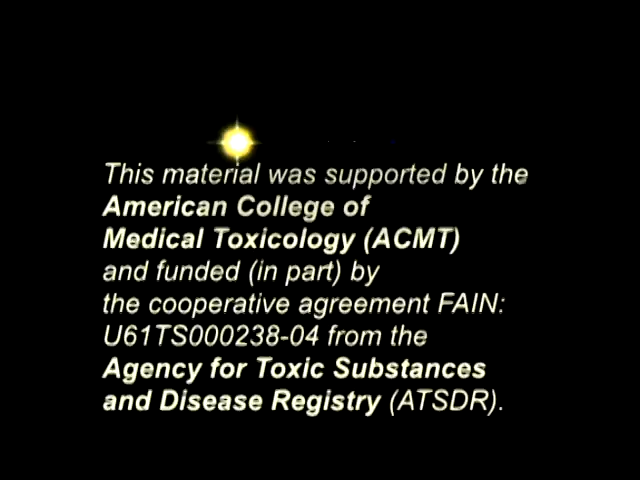 This material was supported by the
American College of
Medical Toxicology (ACMT)
and funded (in part) by
the cooperative agreement FAIN:
U61TS000238-04 from the
Agency for Toxic Substances
and Disease Registry (ATSDR).